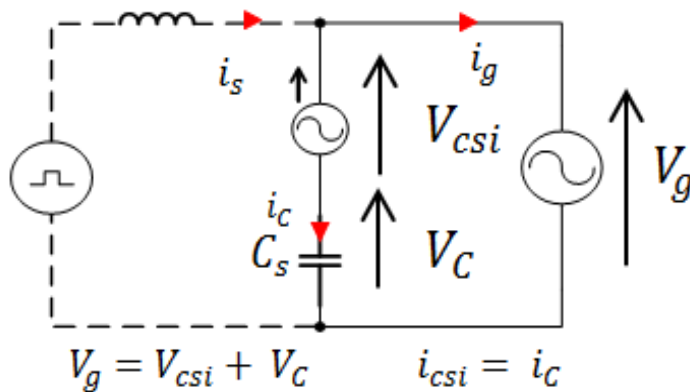 i_s
i_g
V_csi
V_g
i_C
C_s
V_C
V_g = V_csi + V_C
i_csi = i_C